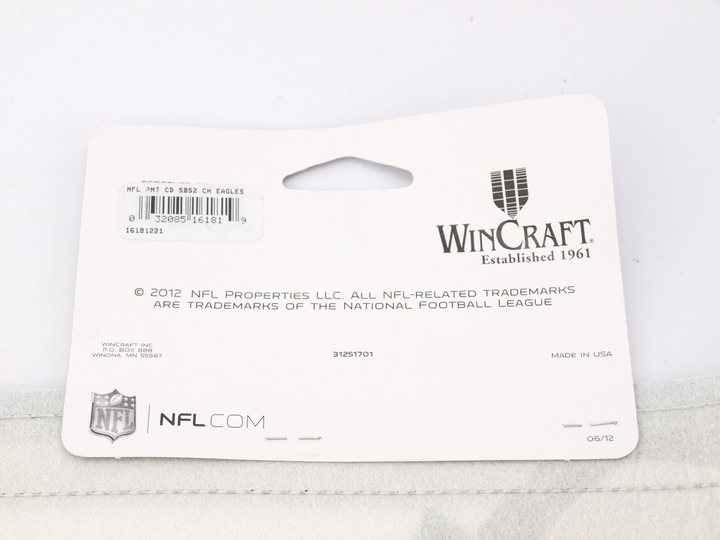 NFL PNT CD SB52 CH EAGLES
0 32085 16181 9
16181221
WINCRAFT®
Established 1961
© 2012 NFL PROPERTIES LLC. ALL NFL-RELATED TRADEMARKS
ARE TRADEMARKS OF THE NATIONAL FOOTBALL LEAGUE
WINCRAFT INC.
P.O. BOX 888
WINONA, MN 55987
31251701
MADE IN USA
NFL
NFL.COM
06/12